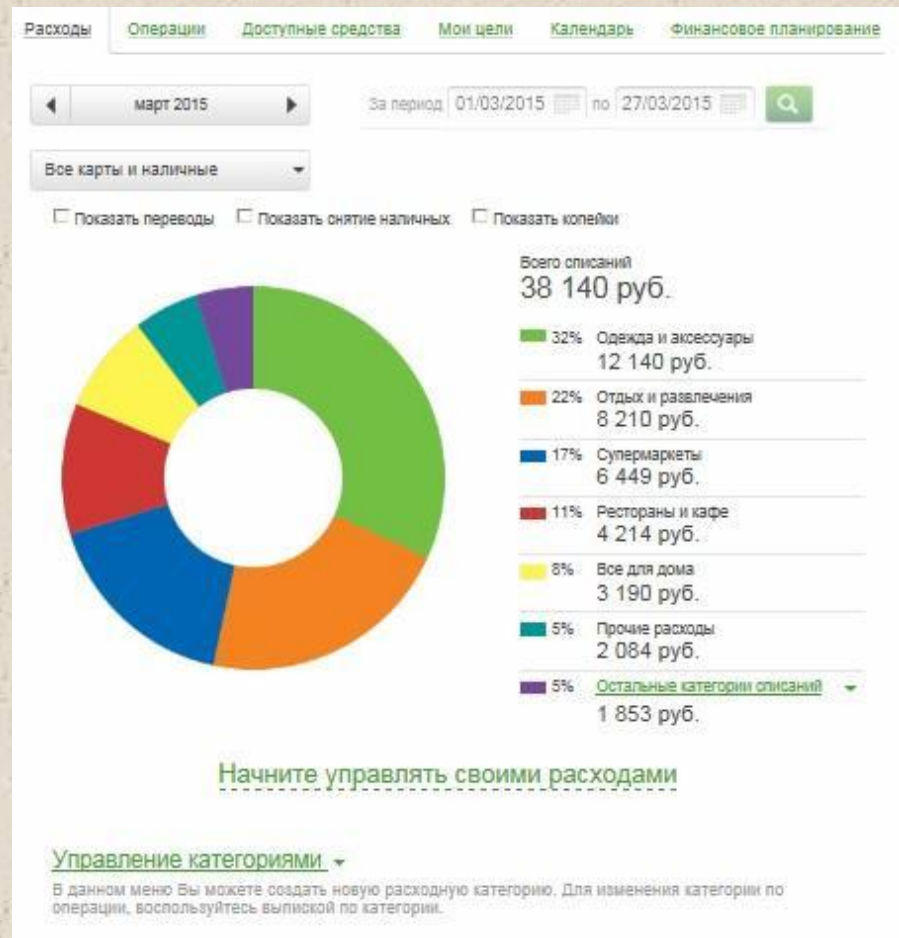 Расходы Операции Доступные средства Мои цели Календарь Финансовое планирование
март 2015 За период 01/03/2015 по 27/03/2015
Все карты и наличные
Показать переводы Показать снятие наличных Показать копейки
Всего списаний
38 140 руб.
32% Одежда и аксессуары
12 140 руб.
22% Отдых и развлечения
8 210 руб.
17% Супермаркеты
6 449 руб.
11% Рестораны и кафе
4 214 руб.
8% Все для дома
3 190 руб.
5% Прочие расходы
2 084 руб.
5% Остальные категории списаний
1 853 руб.
Начните управлять своими расходами
Управление категориями
В данном меню Вы можете создать новую расходную категорию. Для изменения категории по
операции, воспользуйтесь выпиской по категории.